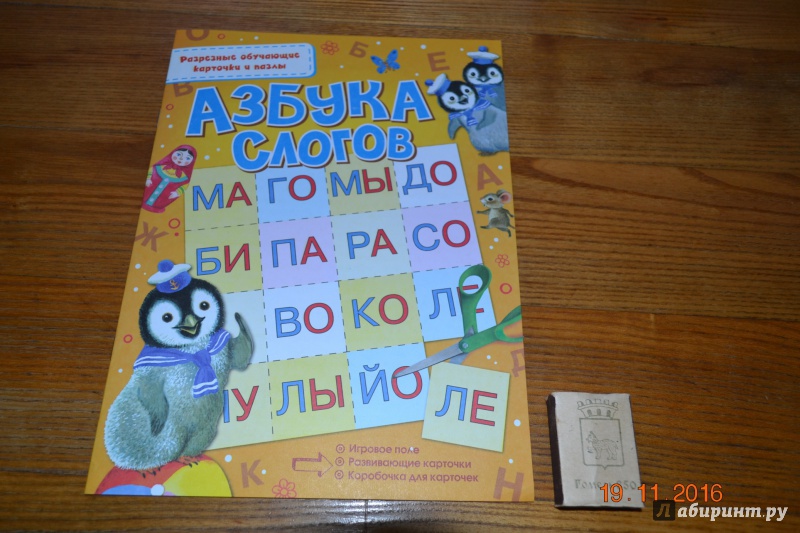 Разрезные обучающие
карточки и пазлы
Б
Е
АЗБУКА
СЛОГОВ
МА ГО МЫ ДО
БИ ПА РА СО
ВО КО ЛЕ
ЛЫ ЙО ЛЕ
А
Ж
Д
К
Н
Игровое поле
Развивающие карточки
Коробочка для карточек
19.11.2016
Лабиринт.ру